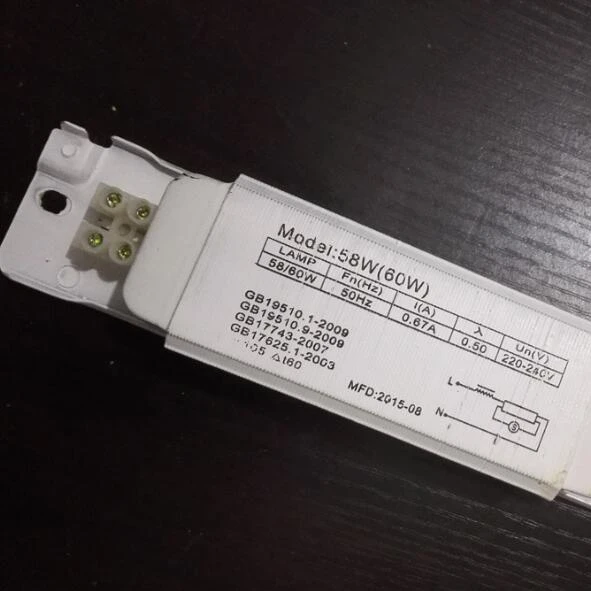 Model:58W(60W)
LAMP Fn(Hz) I(A) λ Un(V)
58/60W 50Hz 0.67A 0.50 220-240V
GB19510.1-2009
GB19510.9-2009
GB17743-2007
GB17625.1-2003
Δt60
MFD:2015-08
L
N
S